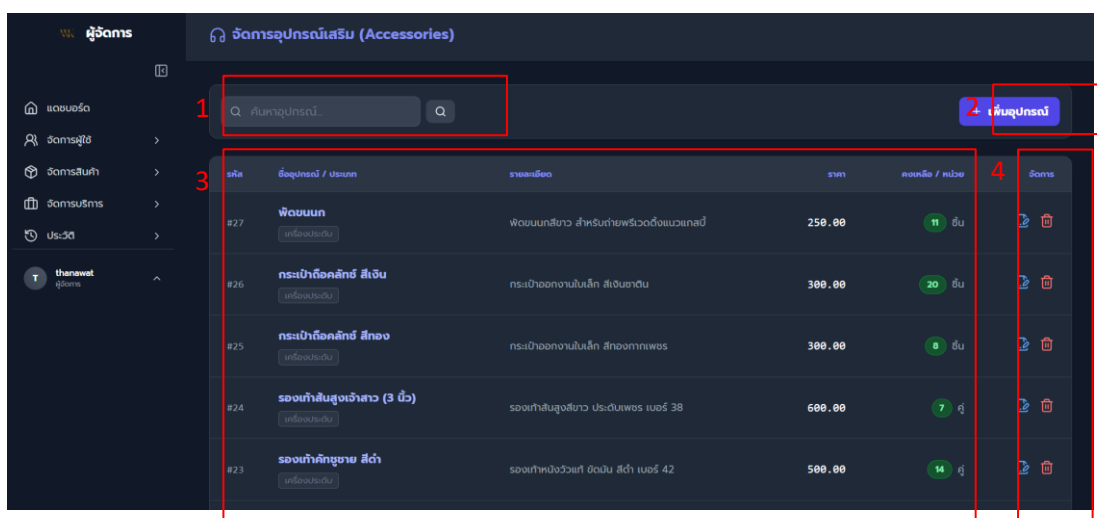 ผู้จัดการ
จัดการอุปกรณ์เสริม (Accessories)
แดชบอร์ด
จัดการผู้ใช้
จัดการสินค้า
จัดการบริการ
ประวัติ
T thanawat
ผู้จัดการ
1 ค้นหาอุปกรณ์...
2 + เพิ่มอุปกรณ์
3 4
รหัส ชื่ออุปกรณ์ / ประเภท รายละเอียด ราคา คงเหลือ / หน่วย จัดการ
#27 พัดขนนก พัดขนนกสีขาว สำหรับถ่ายพรีเวดดิ้งแนวแกสบี้ 250.00 11 ชิ้น
เครื่องประดับ
#26 กระเป๋าถือคลัทช์ สีเงิน กระเป๋าออกงานใบเล็ก สีเงินซาติน 300.00 20 ชิ้น
เครื่องประดับ
#25 กระเป๋าถือคลัทช์ สีทอง กระเป๋าออกงานใบเล็ก สีทองกากเพชร 300.00 8 ชิ้น
เครื่องประดับ
#24 รองเท้าส้นสูงเจ้าสาว (3 นิ้ว) รองเท้าส้นสูงสีขาว ประดับเพชร เบอร์ 38 600.00 7 คู่
เครื่องประดับ
#23 รองเท้าคัทชูชาย สีดำ รองเท้าหนังวัวแท้ ขัดมัน สีดำ เบอร์ 42 500.00 14 คู่
เครื่องประดับ